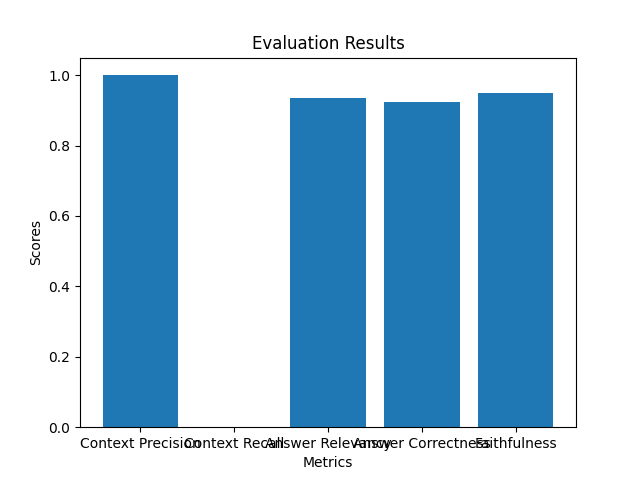 Evaluation Results
1.0
0.8
0.6
0.4
0.2
0.0
Scores
Context Precision Context Recall Answer Relevancy Answer Correctness Faithfulness
Metrics